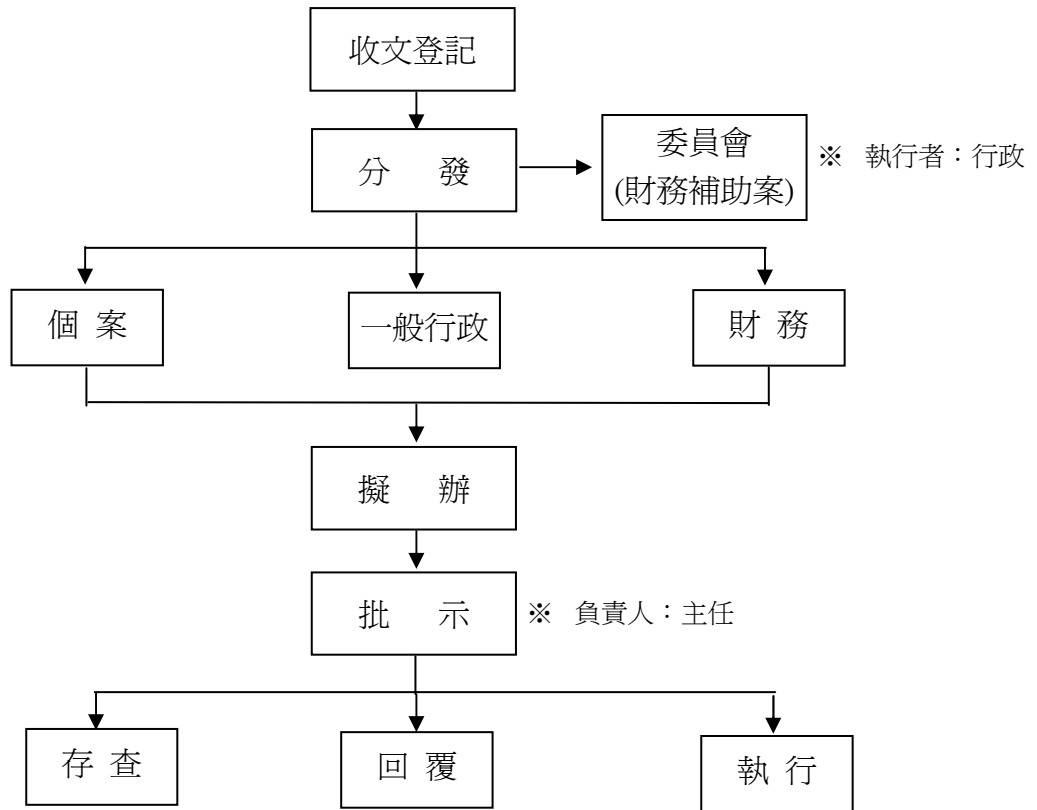 收文登記
分 發
委員會
(財務補助案)
※ 執行者：行政
個 案
一般行政
財 務
擬 辦
批 示
※ 負責人：主任
存 查
回 覆
執 行